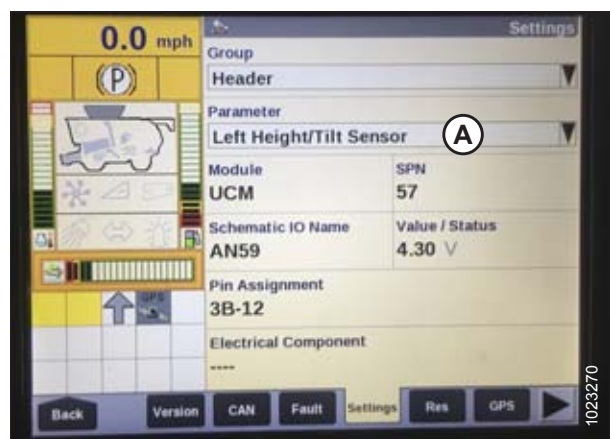 0.0 mph
(P)
Settings
Group
Header
Parameter
Left Height/Tilt Sensor
A
Module
UCM
SPN
57
Schematic IO Name
AN59
Value / Status
4.30 V
Pin Assignment
3B-12
Electrical Component
----
GPS
Back
Version
CAN
Fault
Settings
Res
GPS
1023270